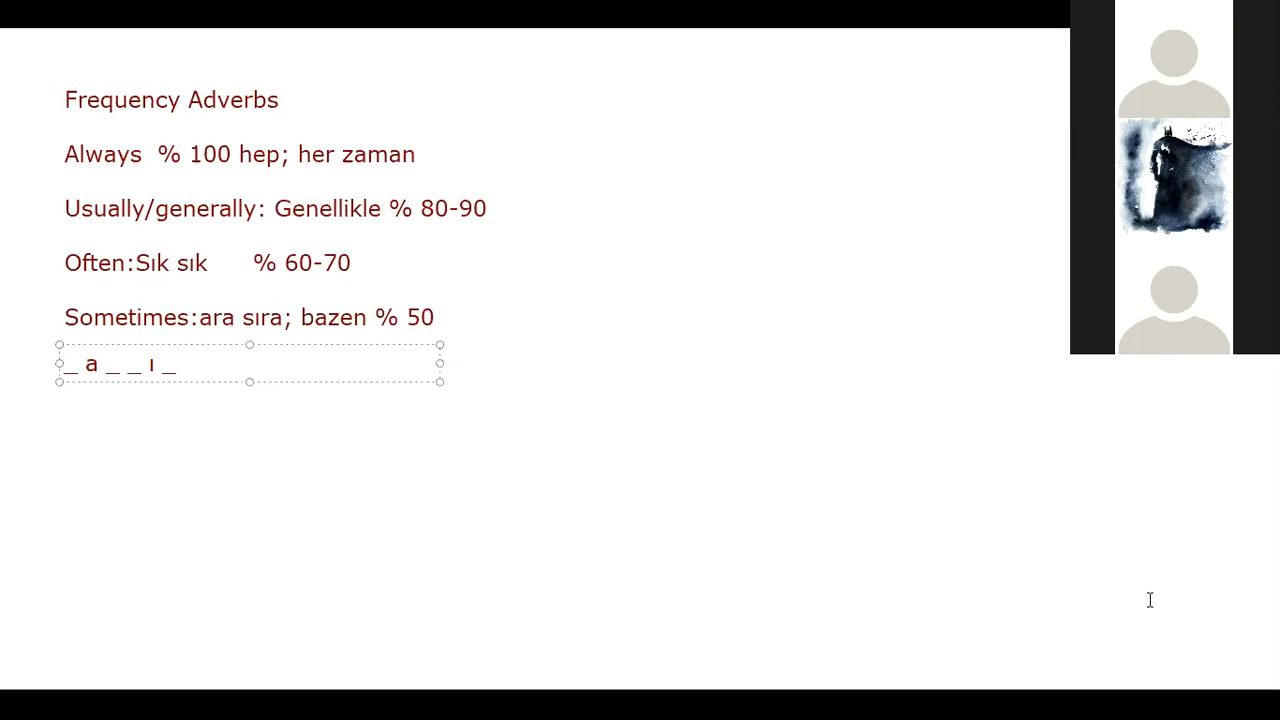 Frequency Adverbs
Always % 100 hep; her zaman
Usually/generally: Genellikle % 80-90
Often:Sık sık % 60-70
Sometimes:ara sıra; bazen % 50
_ a _ _ ı _